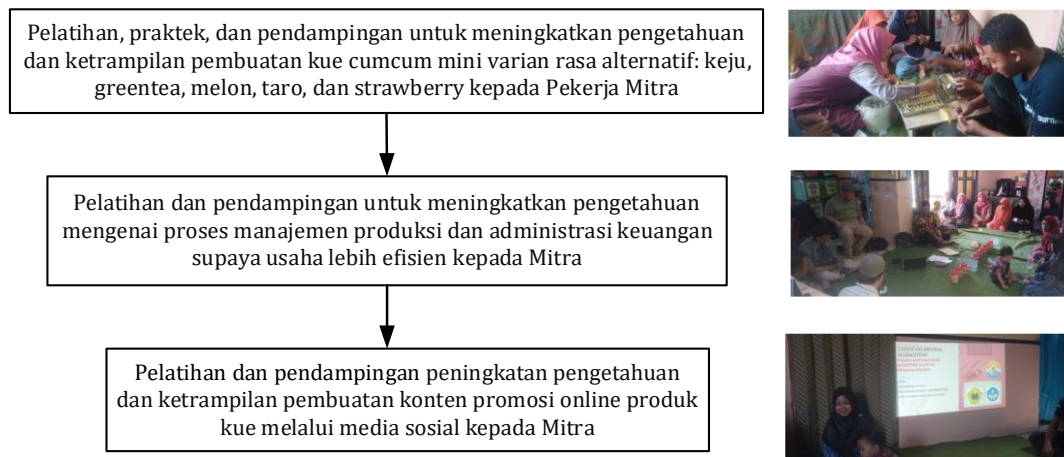 Pelatihan, praktek, dan pendampingan untuk meningkatkan pengetahuan
dan ketrampilan pembuatan kue cumcum mini varian rasa alternatif: keju,
greentea, melon, taro, dan strawberry kepada Pekerja Mitra
Pelatihan dan pendampingan untuk meningkatkan pengetahuan
mengenai proses manajemen produksi dan administrasi keuangan
supaya usaha lebih efisien kepada Mitra
Pelatihan dan pendampingan peningkatan pengetahuan
dan ketrampilan pembuatan konten promosi online produk
kue melalui media sosial kepada Mitra
MARKETING